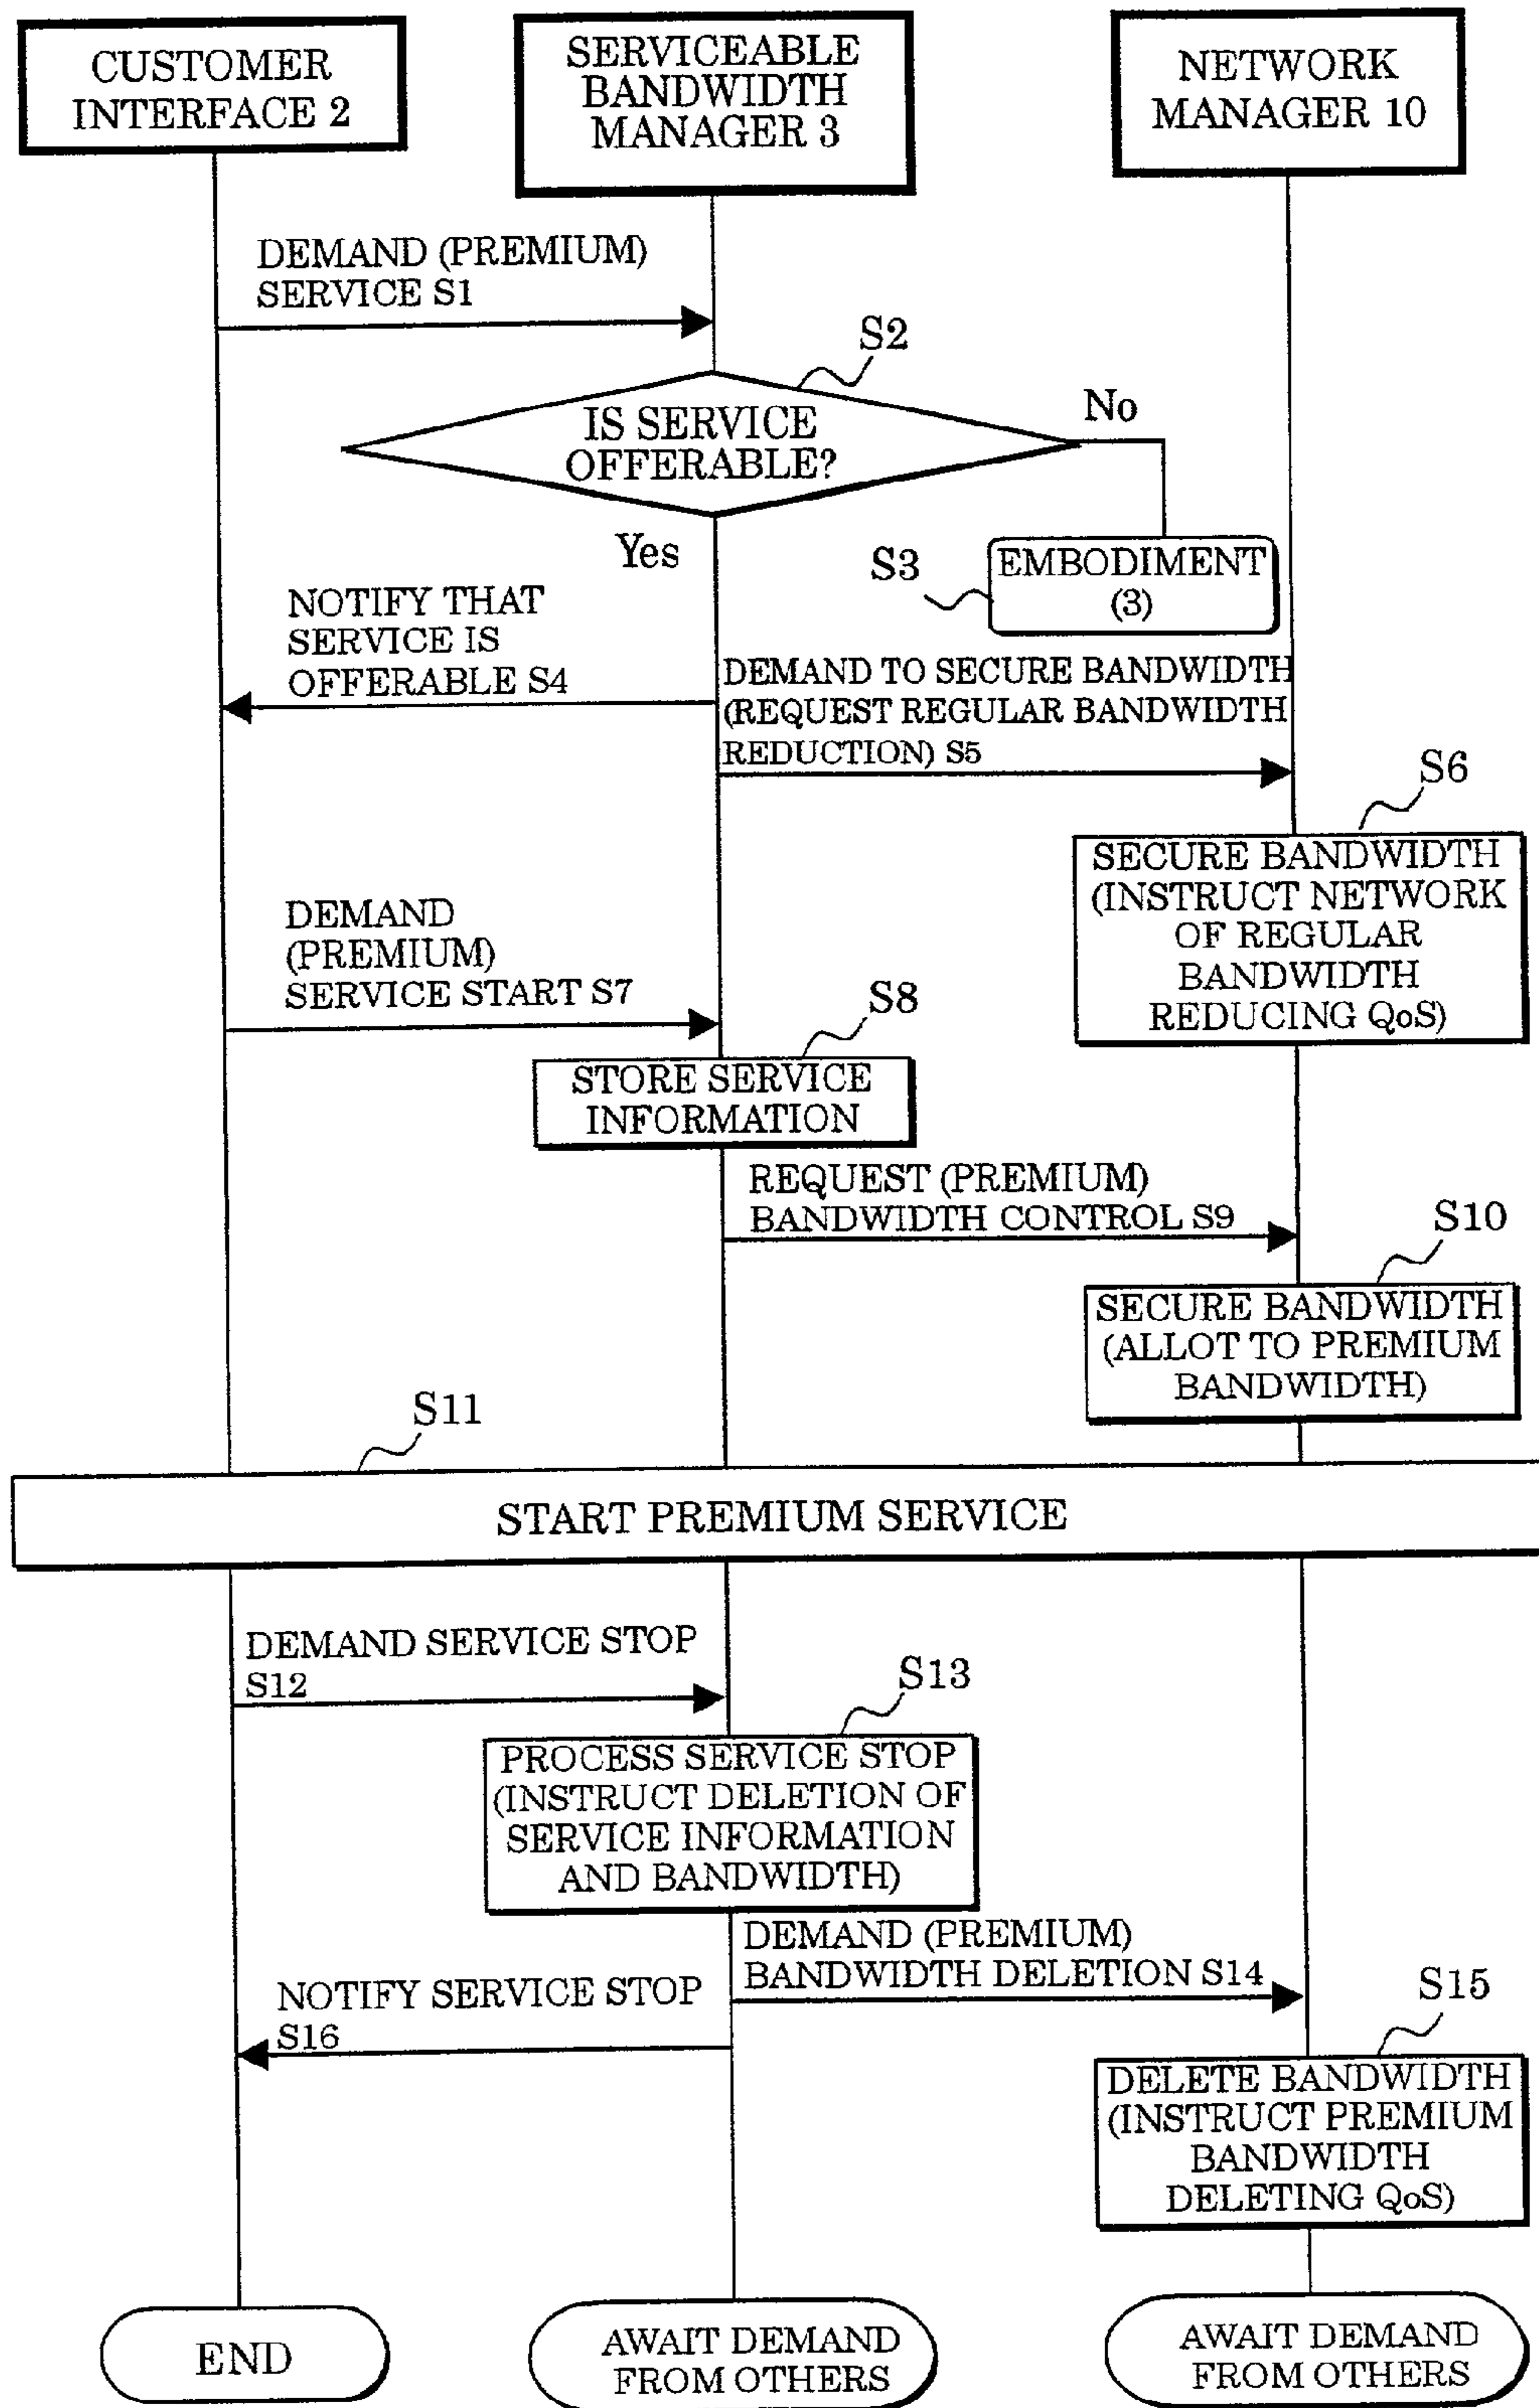 CUSTOMER
INTERFACE 2
SERVICEABLE
BANDWIDTH
MANAGER 3
NETWORK
MANAGER 10
DEMAND (PREMIUM)
SERVICE S1
S2
IS SERVICE
OFFERABLE?
No
Yes
S3
EMBODIMENT
(3)
NOTIFY THAT
SERVICE IS
OFFERABLE S4
DEMAND TO SECURE BANDWIDTH
(REQUEST REGULAR BANDWIDTH
REDUCTION) S5
S6
SECURE BANDWIDTH
(INSTRUCT NETWORK
OF REGULAR
BANDWIDTH
REDUCING QoS)
DEMAND
(PREMIUM)
SERVICE START S7
S8
STORE SERVICE
INFORMATION
REQUEST (PREMIUM)
BANDWIDTH CONTROL S9
S10
SECURE BANDWIDTH
(ALLOT TO PREMIUM
BANDWIDTH)
S11
START PREMIUM SERVICE
DEMAND SERVICE STOP
S12
S13
PROCESS SERVICE STOP
(INSTRUCT DELETION OF
SERVICE INFORMATION
AND BANDWIDTH)
DEMAND (PREMIUM)
BANDWIDTH DELETION S14
NOTIFY SERVICE STOP
S16
S15
DELETE BANDWIDTH
(INSTRUCT PREMIUM
BANDWIDTH
DELETING QoS)
END
AWAIT DEMAND
FROM OTHERS
AWAIT DEMAND
FROM OTHERS